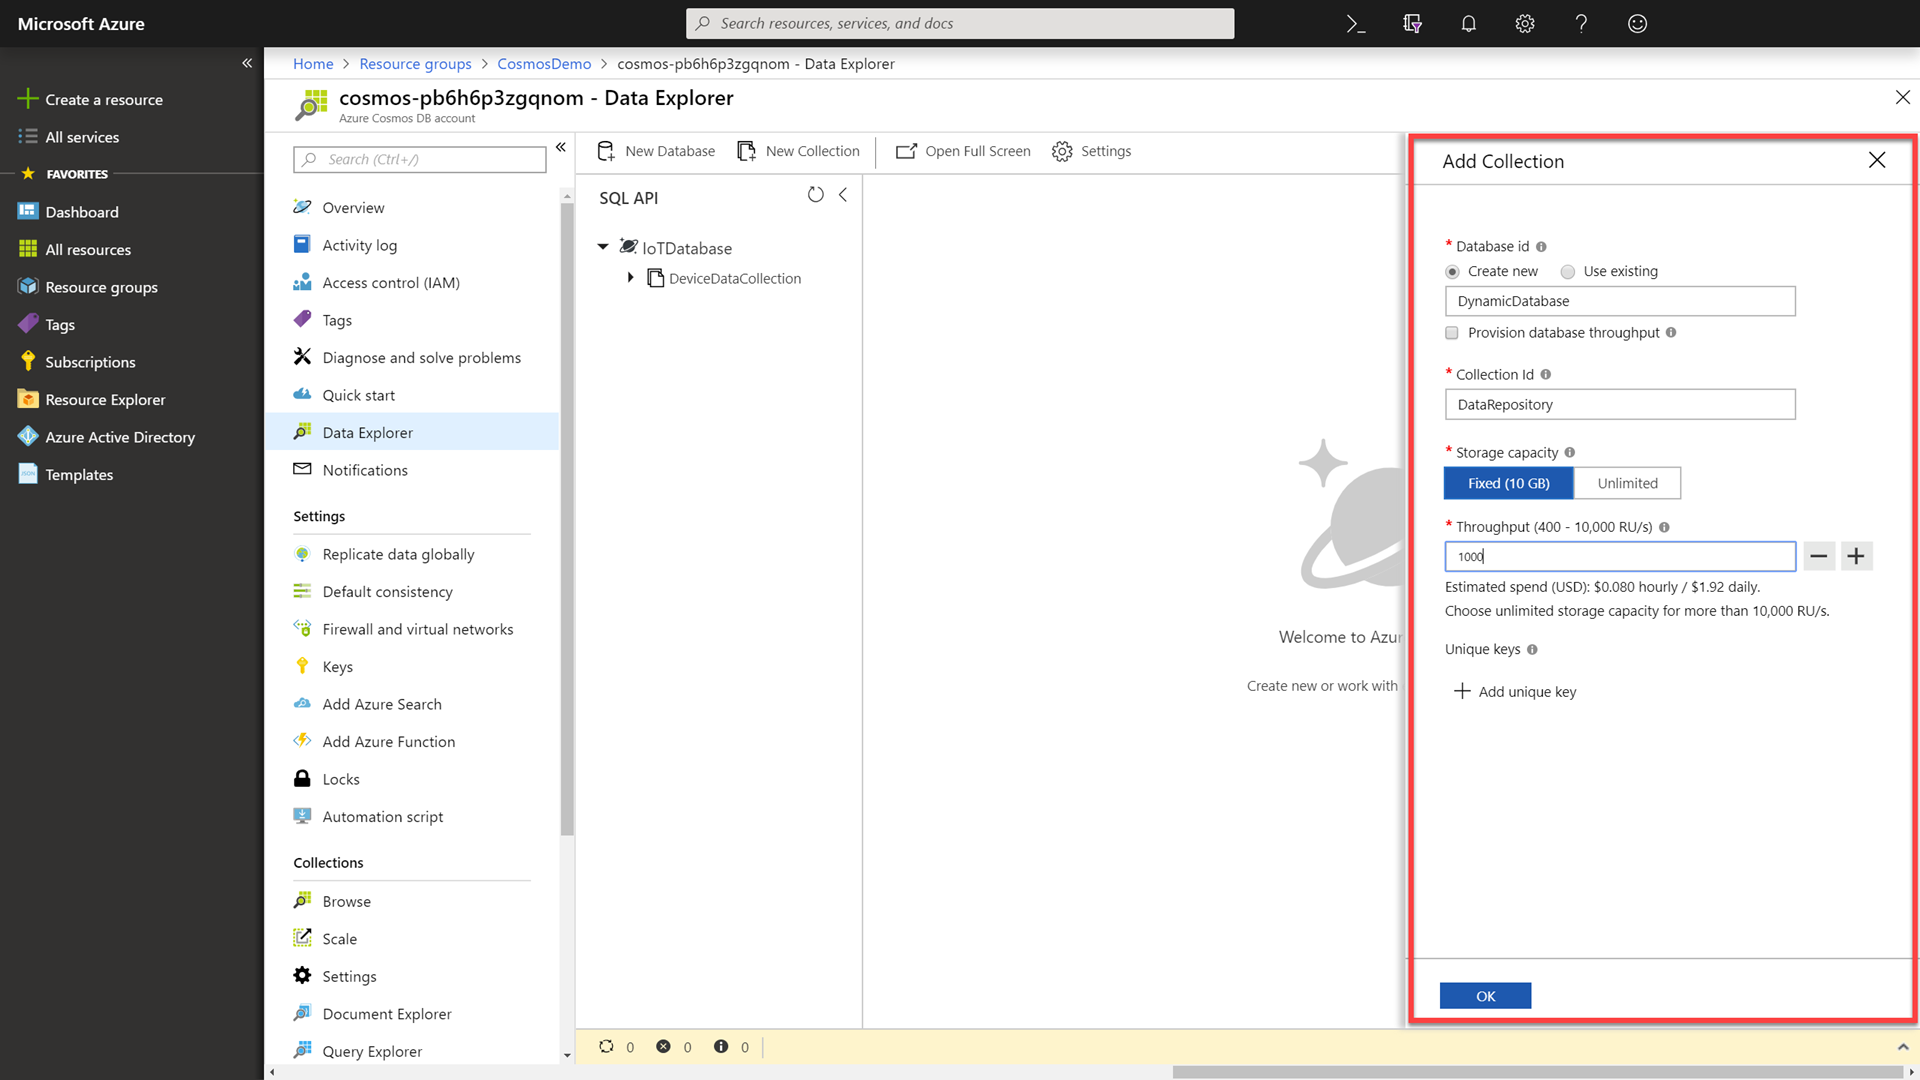 Microsoft Azure
Search resources, services, and docs
Create a resource
All services
FAVORITES
Dashboard
All resources
Resource groups
Tags
Subscriptions
Resource Explorer
Azure Active Directory
Templates
Home > Resource groups > CosmosDemo > cosmos-pb6h6p3zgqnom - Data Explorer
cosmos-pb6h6p3zgqnom - Data Explorer
Azure Cosmos DB account
Search (Ctrl+/)
Overview
Activity log
Access control (IAM)
Tags
Diagnose and solve problems
Quick start
Data Explorer
Notifications
Settings
Replicate data globally
Default consistency
Firewall and virtual networks
Keys
Add Azure Search
Add Azure Function
Locks
Automation script
Collections
Browse
Scale
Settings
Document Explorer
Query Explorer
New Database
New Collection
Open Full Screen
Settings
SQL API
IoTDatabase
DeviceDataCollection
Welcome to Azur
Create new or work with
0
0
0
Add Collection
* Database id
Create new
Use existing
DynamicDatabase
Provision database throughput
* Collection Id
DataRepository
* Storage capacity
Fixed (10 GB)
Unlimited
* Throughput (400 - 10,000 RU/s)
1000
Estimated spend (USD): $0.080 hourly / $1.92 daily.
Choose unlimited storage capacity for more than 10,000 RU/s.
Unique keys
Add unique key
OK